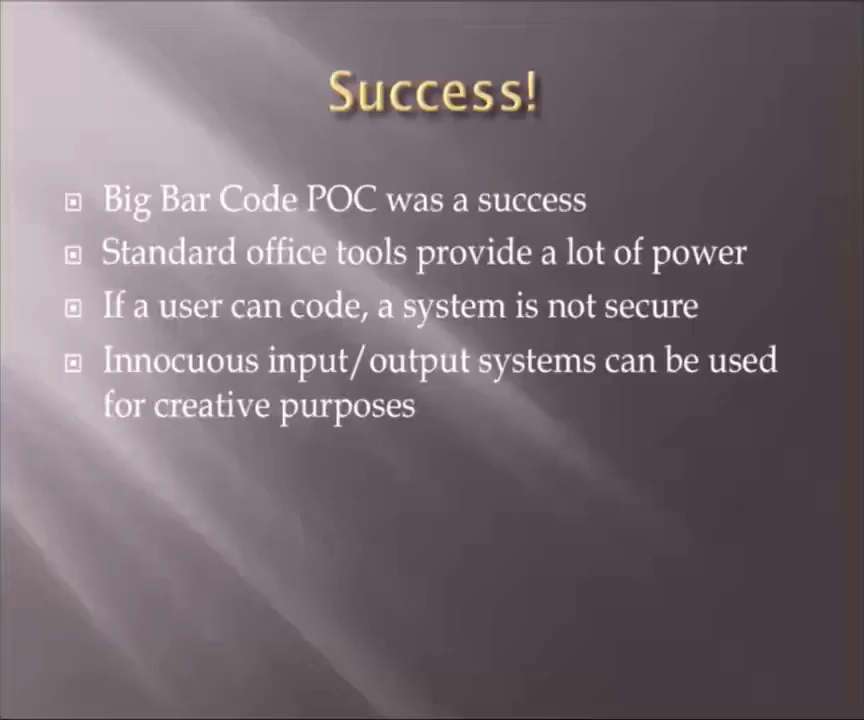 Success!
Big Bar Code POC was a success
Standard office tools provide a lot of power
If a user can code, a system is not secure
Innocuous input/output systems can be used
for creative purposes